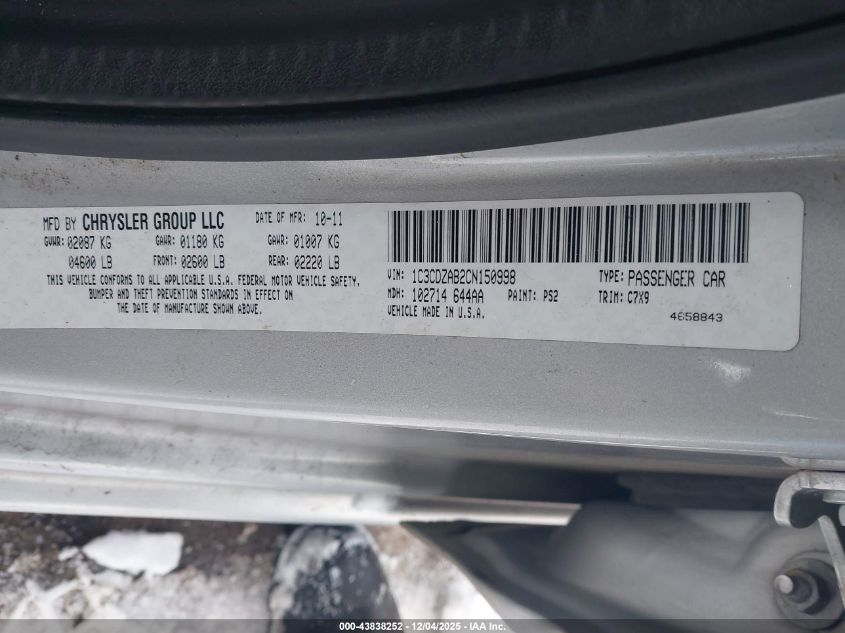 MFD BY CHRYSLER GROUP LLC DATE OF MFR: 10-11
GVWR: 02087 KG GAWR: 01180 KG GAWR: 01007 KG
04600 LB FRONT: 02600 LB REAR: 02220 LB
THIS VEHICLE CONFORMS TO ALL APPLICABLE U.S.A. FEDERAL MOTOR VEHICLE SAFETY,
BUMPER AND THEFT PREVENTION STANDARDS IN EFFECT ON
THE DATE OF MANUFACTURE SHOWN ABOVE.
VIN: 1C3CDZAB2CN150998 TYPE: PASSENGER CAR
MDH: 102714 644AA PAINT: PS2 TRIM: C7X9
VEHICLE MADE IN U.S.A.
4658843
000-43838252 - 12/04/2025 - IAA Inc.